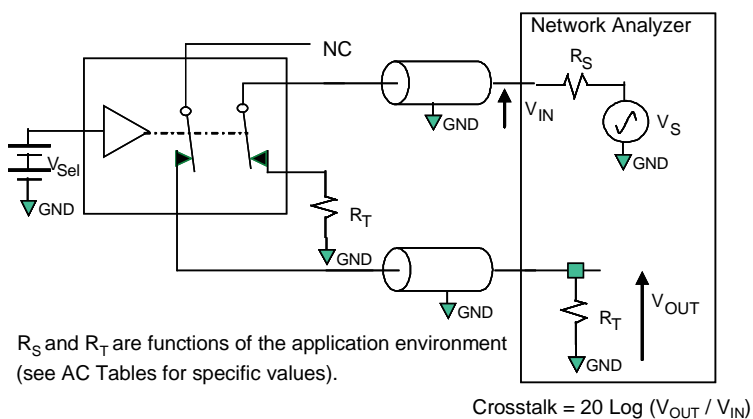 Network Analyzer
NC
R_S
V_IN
V_S
GND
GND
V_Sel
GND
R_T
GND
GND
R_T
V_OUT
GND
R_S and R_T are functions of the application environment
(see AC Tables for specific values).
Crosstalk = 20 Log (V_OUT / V_IN)